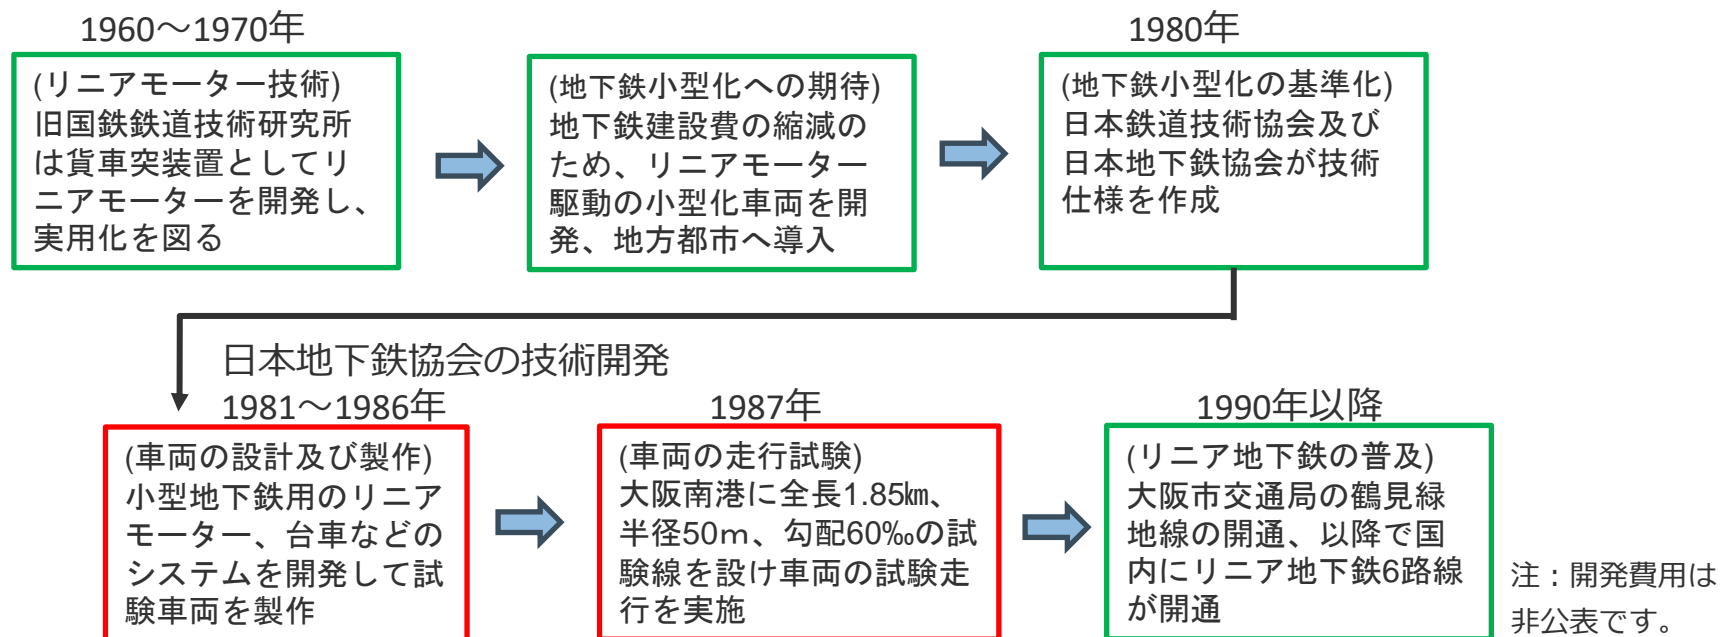 1960～1970年
(リニアモーター技術)
旧国鉄鉄道技術研究所
は貨車突装置としてリ
ニアモーターを開発し、
実用化を図る
(地下鉄小型化への期待)
地下鉄建設費の縮減の
ため、リニアモーター
駆動の小型化車両を開
発、地方都市へ導入
1980年
(地下鉄小型化の基準化)
日本鉄道技術協会及び
日本地下鉄協会が技術
仕様を作成
日本地下鉄協会の技術開発
1981～1986年
(車両の設計及び製作)
小型地下鉄用のリニア
モーター、台車などの
システムを開発して試
験車両を製作
1987年
(車両の走行試験)
大阪南港に全長1.85㎞、
半径50ｍ、勾配60‰の試
験線を設け車両の試験走
行を実施
1990年以降
(リニア地下鉄の普及)
大阪市交通局の鶴見緑
地線の開通、以降で国
内にリニア地下鉄6路線
が開通
注：開発費用は
非公表です。